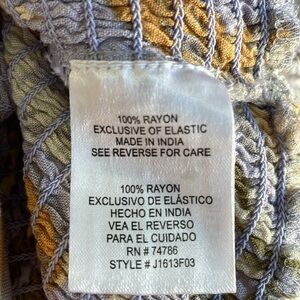 100% RAYON
EXCLUSIVE OF ELASTIC
MADE IN INDIA
SEE REVERSE FOR CARE
100% RAYON
EXCLUSIVO DE ELÁSTICO
HECHO EN INDIA
VEA EL REVERSO
PARA EL CUIDADO
RN # 74786
STYLE # J1613F03